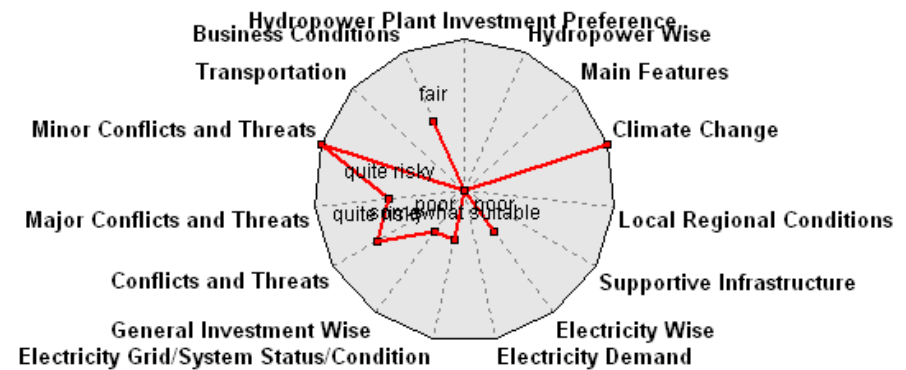 Hydropower Plant Investment Preference
Business Conditions
Hydropower Wise
Transportation
Main Features
fair
Minor Conflicts and Threats
Climate Change
quite risky
poor
poor
quite risky
somewhat suitable
Major Conflicts and Threats
Local Regional Conditions
Conflicts and Threats
Supportive Infrastructure
General Investment Wise
Electricity Wise
Electricity Grid/System Status/Condition
Electricity Demand